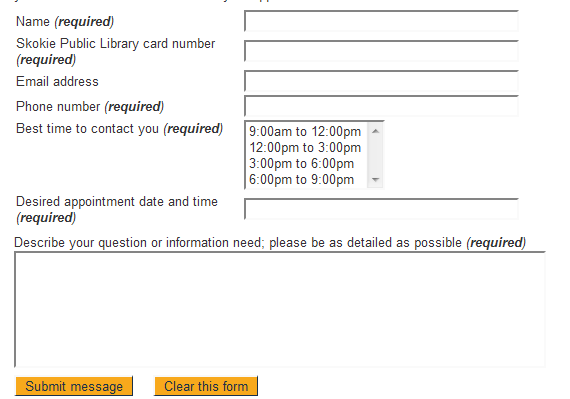 Name (required)
Skokie Public Library card number
(required)
Email address
Phone number (required)
Best time to contact you (required)
9:00am to 12:00pm
12:00pm to 3:00pm
3:00pm to 6:00pm
6:00pm to 9:00pm
Desired appointment date and time
(required)
Describe your question or information need; please be as detailed as possible (required)
Submit message
Clear this form